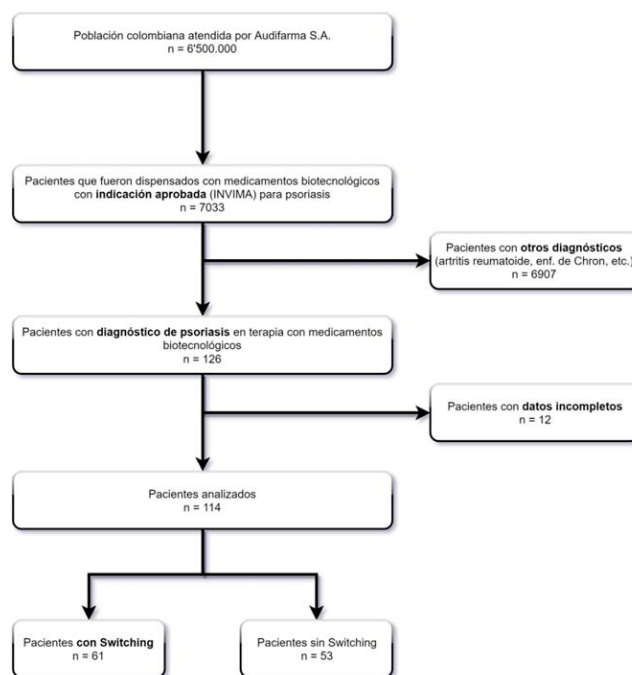 Población colombiana atendida por Audifarma S.A.
n = 6'500.000
Pacientes que fueron dispensados con medicamentos biotecnológicos
con indicación aprobada (INVIMA) para psoriasis
n = 7033
Pacientes con otros diagnósticos
(artritis reumatoide, enf. de Chron, etc.)
n = 6907
Pacientes con diagnóstico de psoriasis en terapia con medicamentos
biotecnológicos
n = 126
Pacientes con datos incompletos
n = 12
Pacientes analizados
n = 114
Pacientes con Switching
n = 61
Pacientes sin Switching
n = 53